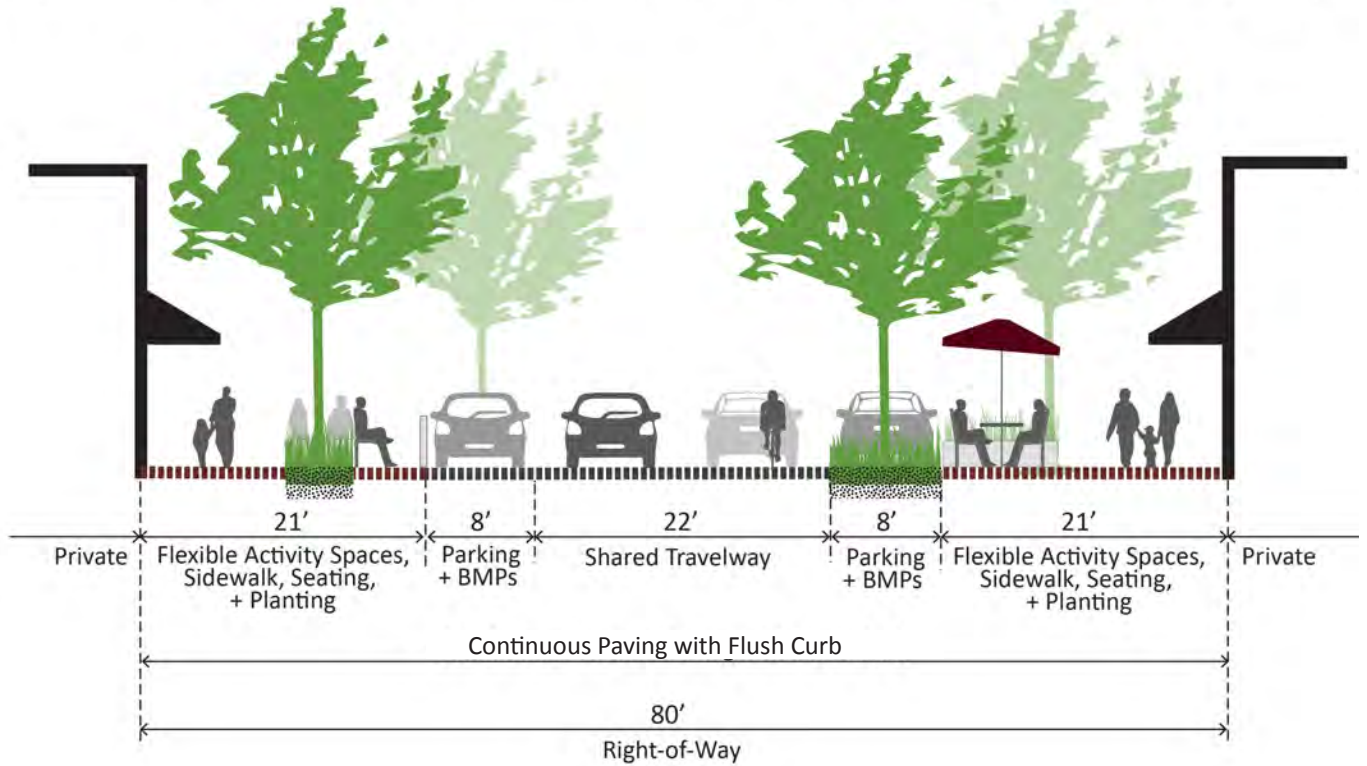 21’
8’
22’
8’
21’
Private
Flexible Activity Spaces,
Sidewalk, Seating,
+ Planting
Parking
+ BMPs
Shared Travelway
Parking
+ BMPs
Flexible Activity Spaces,
Sidewalk, Seating,
+ Planting
Private
Continuous Paving with Flush Curb
80’
Right-of-Way